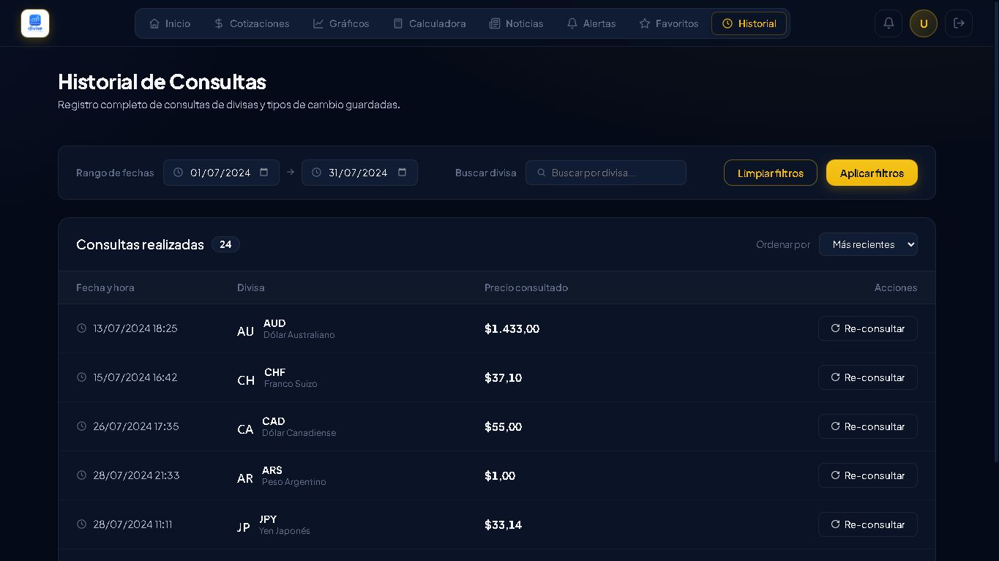 divise
Inicio
Cotizaciones
Gráficos
Calculadora
Noticias
Alertas
Favoritos
Historial
U
Historial de Consultas
Registro completo de consultas de divisas y tipos de cambio guardadas.
Rango de fechas
01/07/2024
→
31/07/2024
Buscar divisa
Buscar por divisa...
Limpiar filtros
Aplicar filtros
Consultas realizadas 24
Ordenar por
Más recientes
Fecha y hora
Divisa
Precio consultado
Acciones
13/07/2024 18:25
AU
AUD
Dólar Australiano
$1.433,00
Re-consultar
15/07/2024 16:42
CH
CHF
Franco Suizo
$37,10
Re-consultar
26/07/2024 17:35
CA
CAD
Dólar Canadiense
$55,00
Re-consultar
28/07/2024 21:33
AR
ARS
Peso Argentino
$1,00
Re-consultar
28/07/2024 11:11
JP
JPY
Yen Japonés
$33,14
Re-consultar